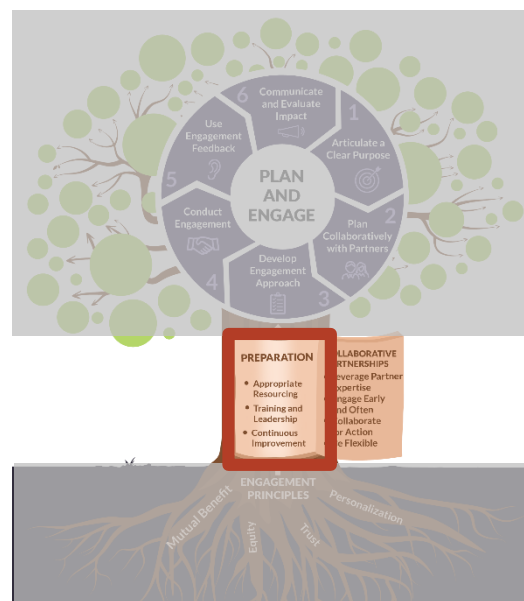 6
Communicate
and Evaluate
Impact
1
Articulate a
Clear Purpose
2
Plan
Collaboratively
with Partners
3
Develop
Engagement
Approach
4
Conduct
Engagement
5
Use
Engagement
Feedback
PLAN
AND
ENGAGE
PREPARATION
• Appropriate
Resourcing
• Training and
Leadership
• Continuous
Improvement
OLLABORATIVE
RTNERSHIPS
everage Partner
xpertise
ngage Early
nd Often
ollaborate
or Action
e Flexible
ENGAGEMENT
PRINCIPLES
Mutual Benefit
Equity
Trust
Personalization